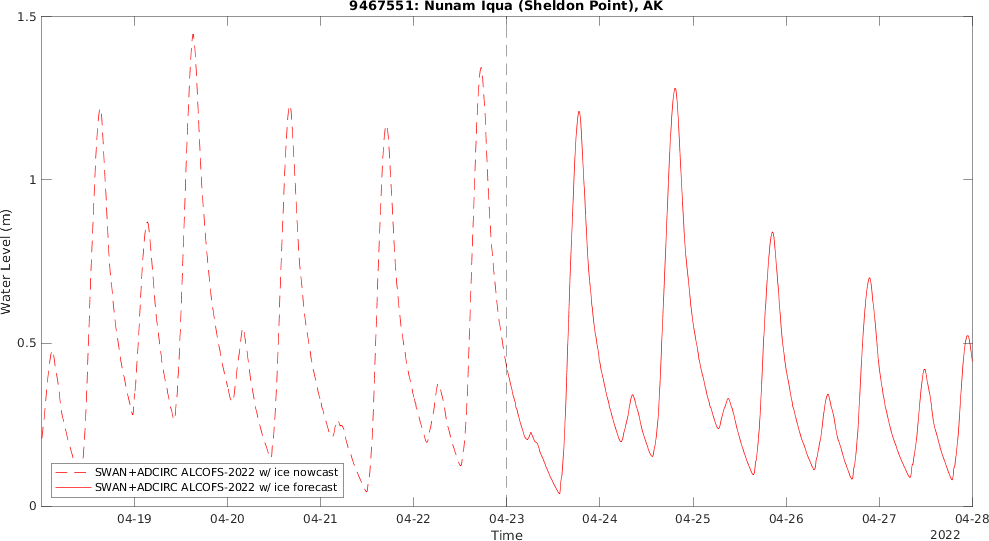 9467551: Nunam Iqua (Sheldon Point), AK
1.5
1
0.5
0
Water Level (m)
SWAN+ADCIRC ALCOFS-2022 w/ ice nowcast
SWAN+ADCIRC ALCOFS-2022 w/ ice forecast
04-19 04-20 04-21 04-22 04-23 04-24 04-25 04-26 04-27 04-28
Time
2022